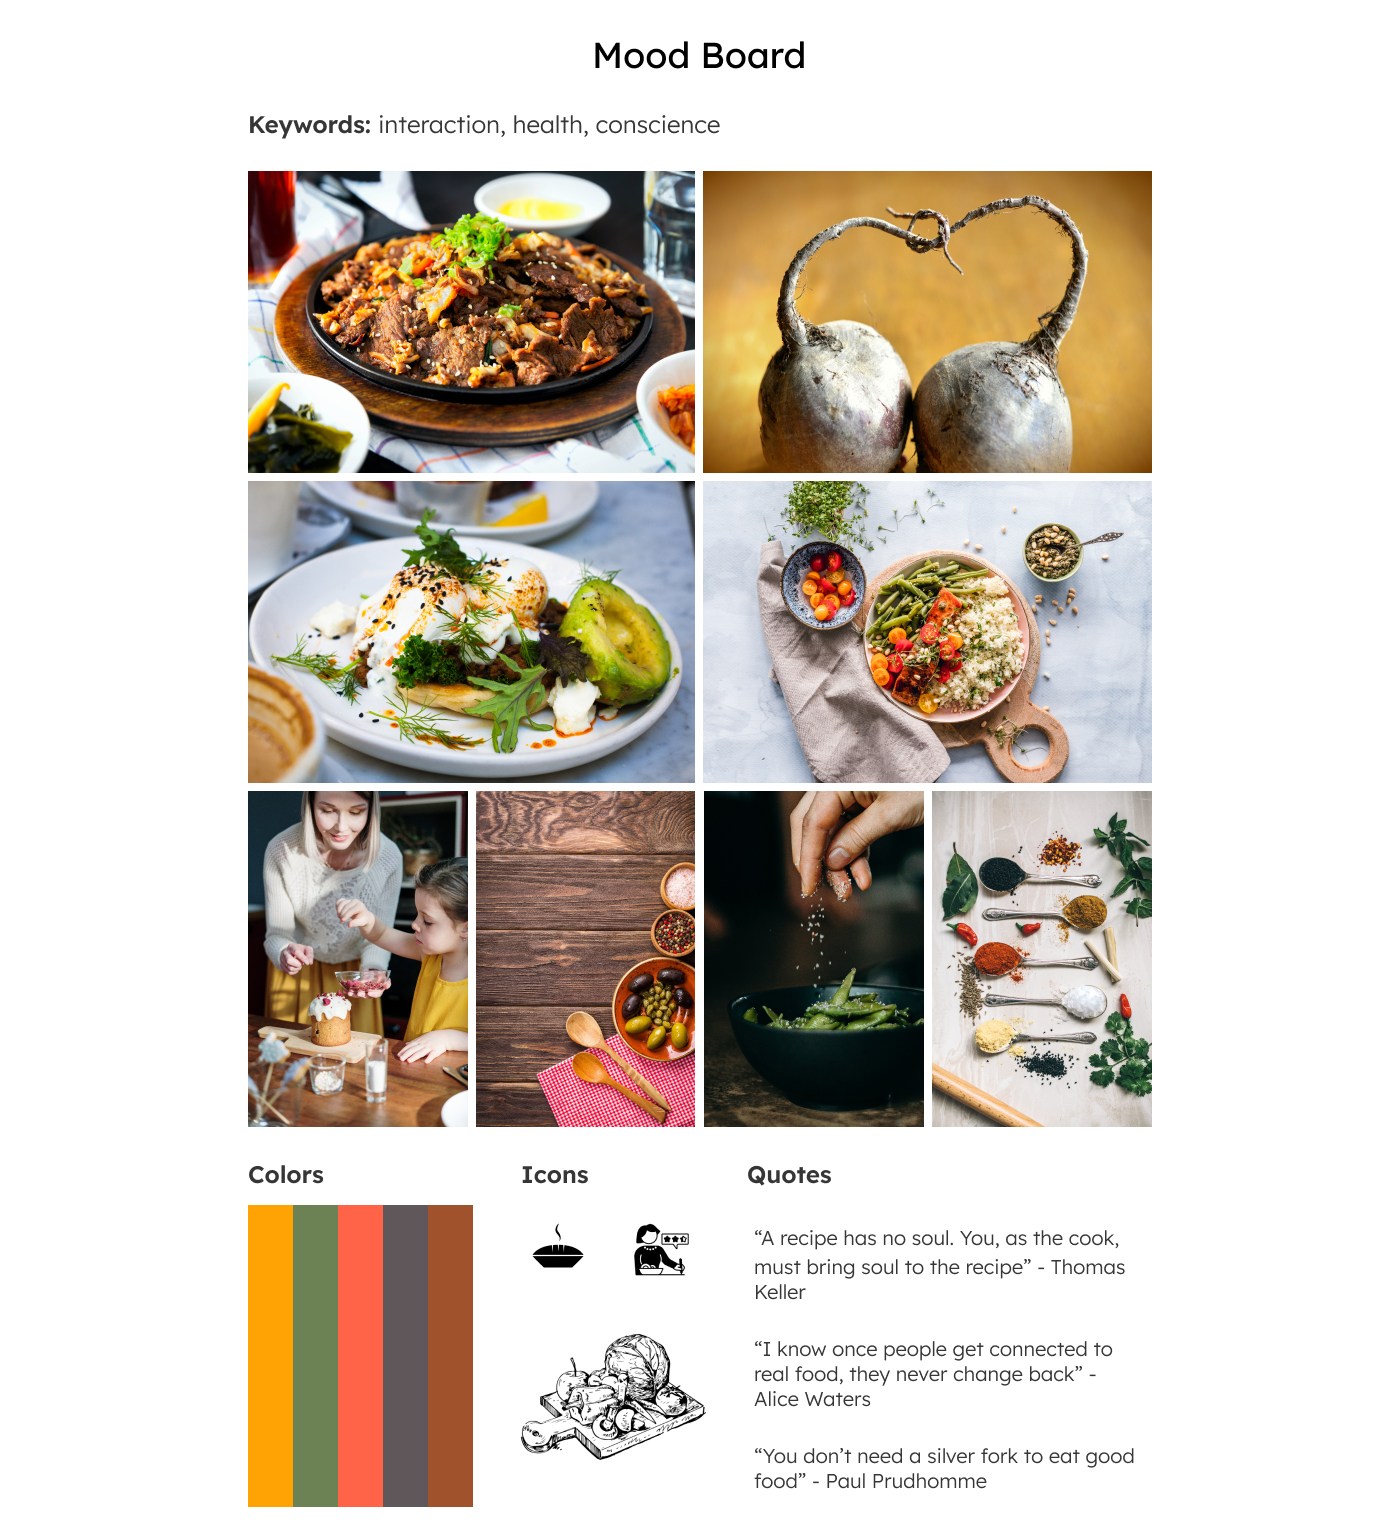 Mood Board
Keywords: interaction, health, conscience
Colors
Icons
Quotes
“A recipe has no soul. You, as the cook,
must bring soul to the recipe” - Thomas
Keller
“I know once people get connected to
real food, they never change back” -
Alice Waters
“You don’t need a silver fork to eat good
food” - Paul Prudhomme